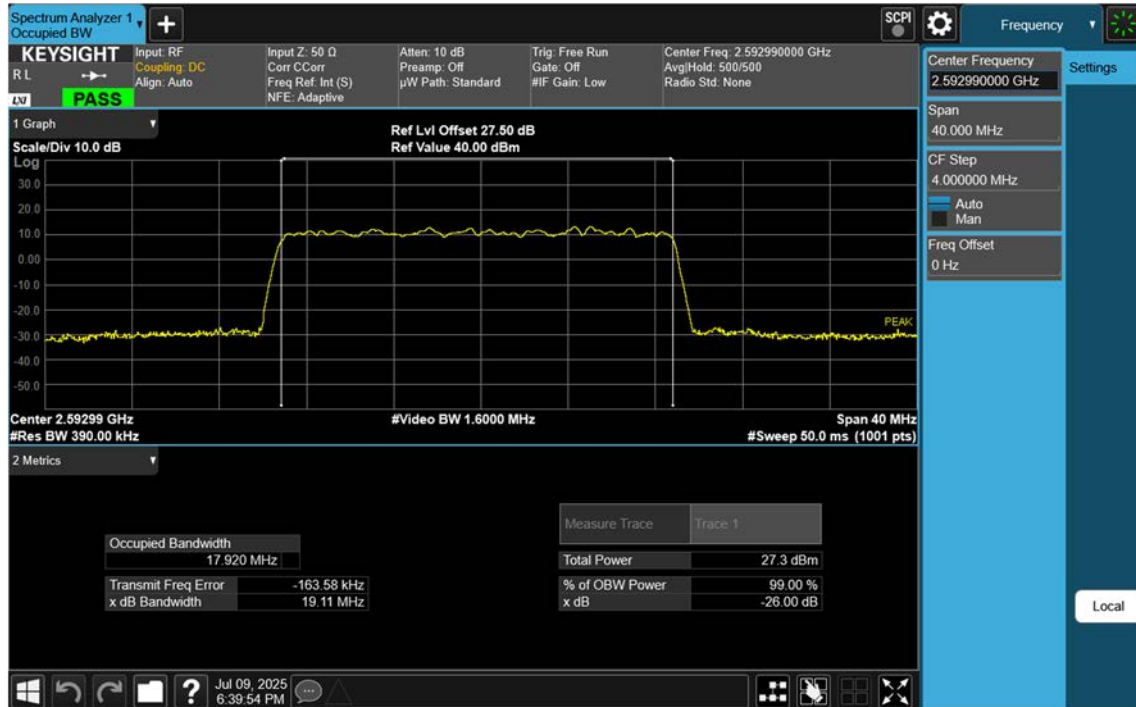 Spectrum Analyzer 1
Occupied BW
SCPI
Frequency
KEYSIGHT
R L
LXI
PASS
Input: RF
Coupling: DC
Align: Auto
Input Z: 50 Ω
Corr CCorr
Freq Ref: Int (S)
NFE: Adaptive
Atten: 10 dB
Preamp: Off
µW Path: Standard
Trig: Free Run
Gate: Off
#IF Gain: Low
Center Freq: 2.592990000 GHz
Avg|Hold: 500/500
Radio Std: None
Center Frequency
2.592990000 GHz
Settings
Span
40.000 MHz
CF Step
4.000000 MHz
Auto
Man
Freq Offset
0 Hz
Local
1 Graph
Scale/Div 10.0 dB
Ref Lvl Offset 27.50 dB
Ref Value 40.00 dBm
Log
30.0
20.0
10.0
0.00
-10.0
-20.0
-30.0
-40.0
-50.0
PEAK
Center 2.59299 GHz
#Video BW 1.6000 MHz
Span 40 MHz
#Res BW 390.00 kHz
#Sweep 50.0 ms (1001 pts)
2 Metrics
Measure Trace Trace 1
Occupied Bandwidth
17.920 MHz
Total Power 27.3 dBm
Transmit Freq Error -163.58 kHz
% of OBW Power 99.00 %
x dB Bandwidth 19.11 MHz
x dB -26.00 dB
?
Jul 09, 2025
6:39:54 PM